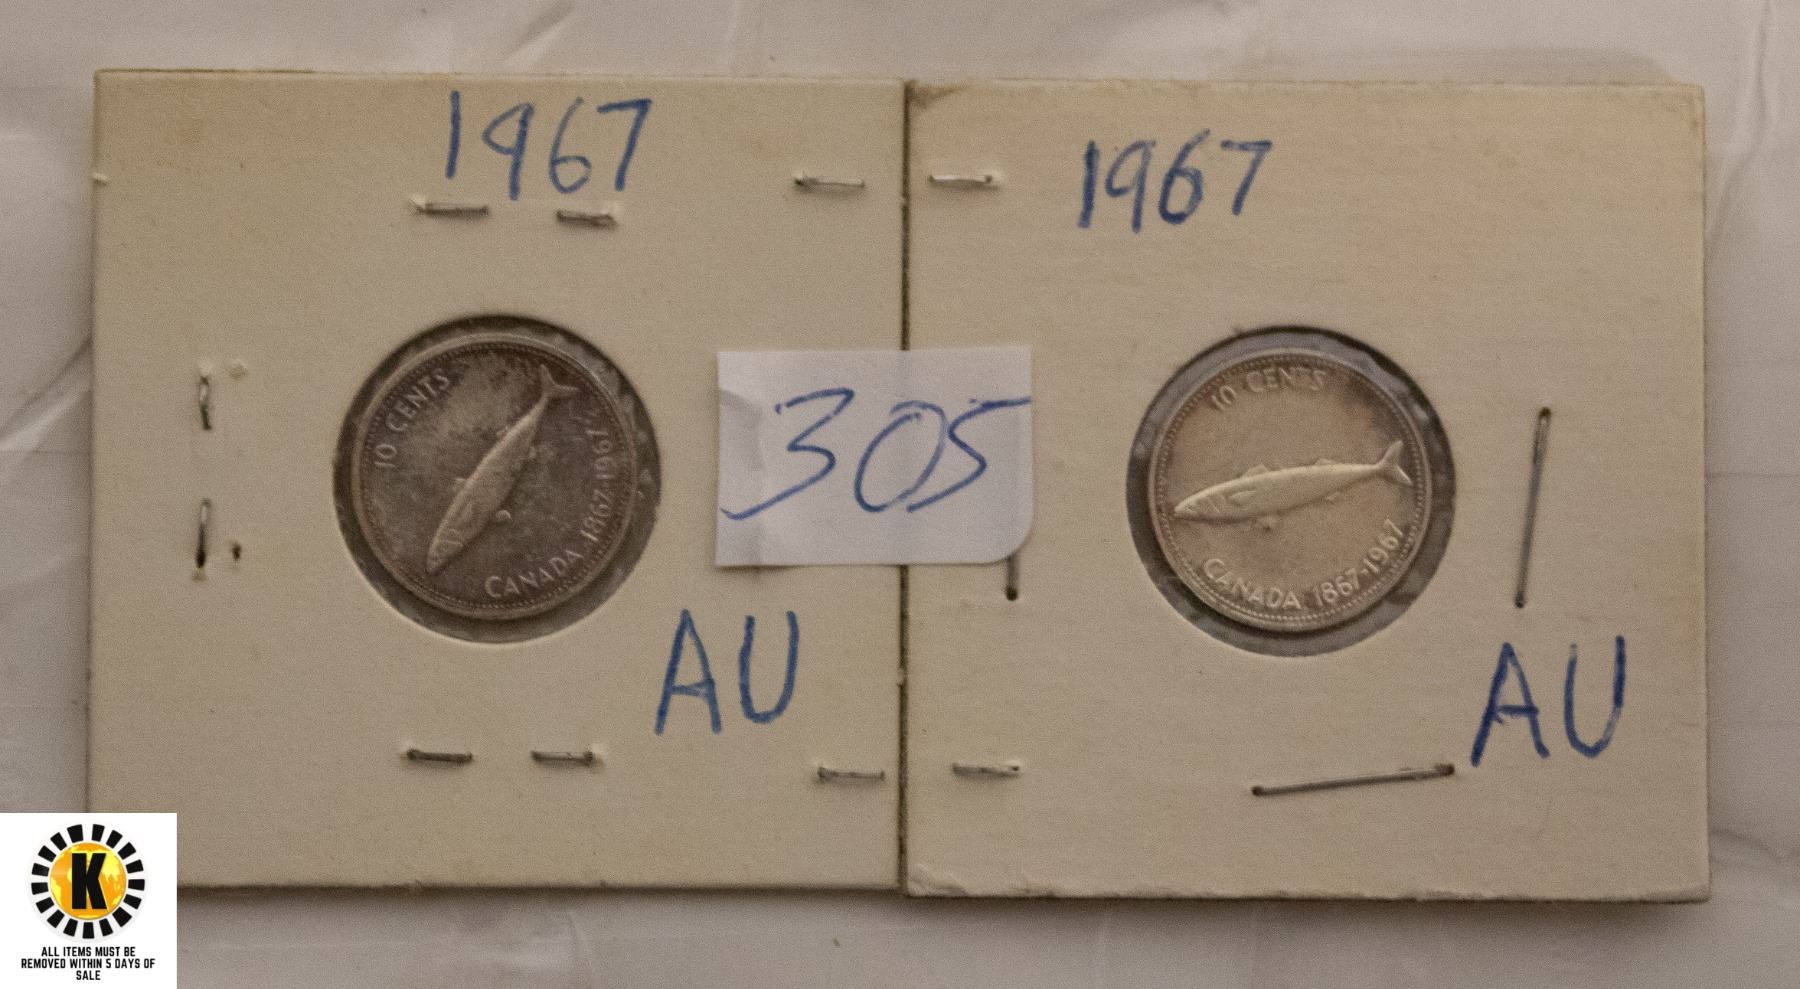 1967
1967
10 CENTS
CANADA 1867-1967
305
10 CENTS
CANADA 1867-1967
AU
AU
K
ALL ITEMS MUST BE
REMOVED WITHIN 5 DAYS OF
SALE